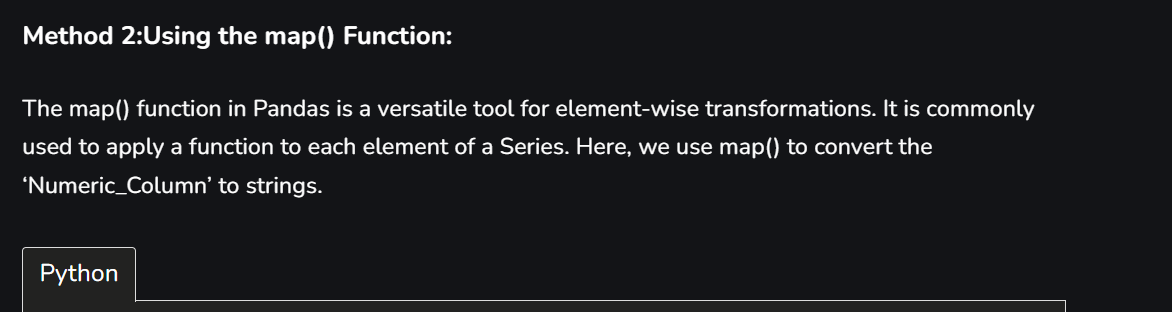 Method 2:Using the map() Function:
The map() function in Pandas is a versatile tool for element-wise transformations. It is commonly
used to apply a function to each element of a Series. Here, we use map() to convert the
‘Numeric_Column’ to strings.
Python